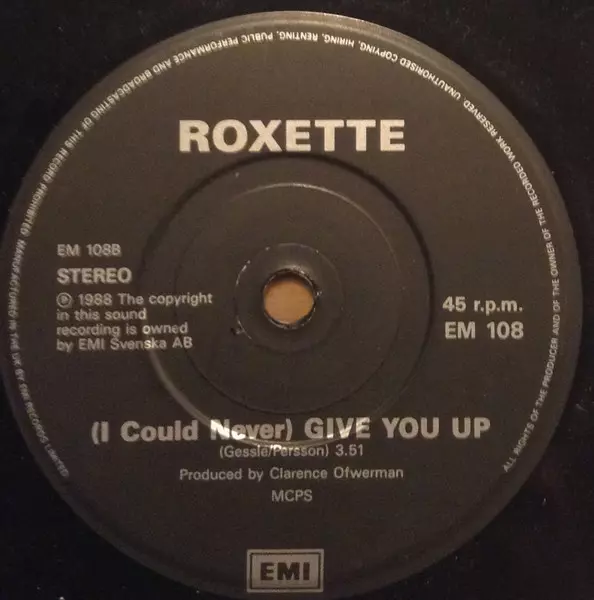 ALL RIGHTS OF THE PRODUCER AND OF THE OWNER OF THE RECORDED WORK RESERVED. UNAUTHORISED COPYING, HIRING, RENTING, PUBLIC PERFORMANCE AND BROADCASTING OF THIS RECORD PROHIBITED MANUFACTURED IN THE UK BY EMI RECORDS LIMITED
ROXETTE
EM 108B
STEREO
℗ 1988 The copyright
in this sound
recording is owned
by EMI Svenska AB
45 r.p.m.
EM 108
(I Could Never) GIVE YOU UP
(Gessle/Persson) 3.51
Produced by Clarence Ofwerman
MCPS
EMI